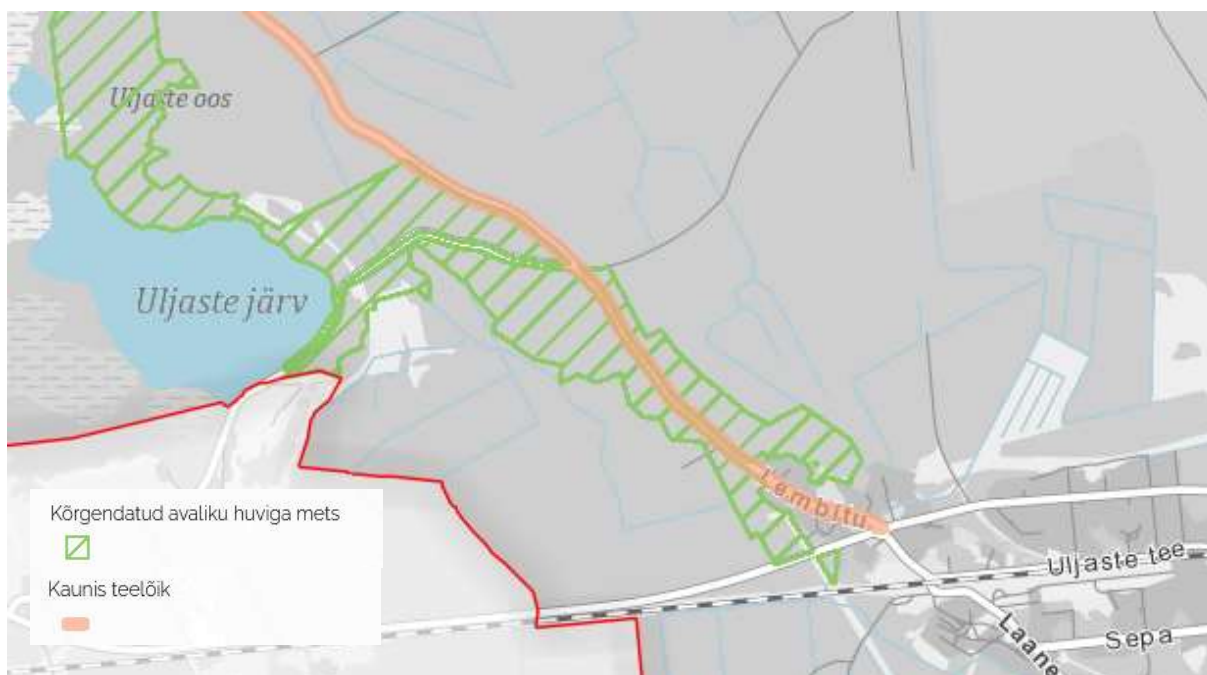 Uljaste oos
Uljaste järv
Lembitu
Kõrgendatud avaliku huviga mets
Kaunis teelõik
Uljaste tee
Laane
Sepa